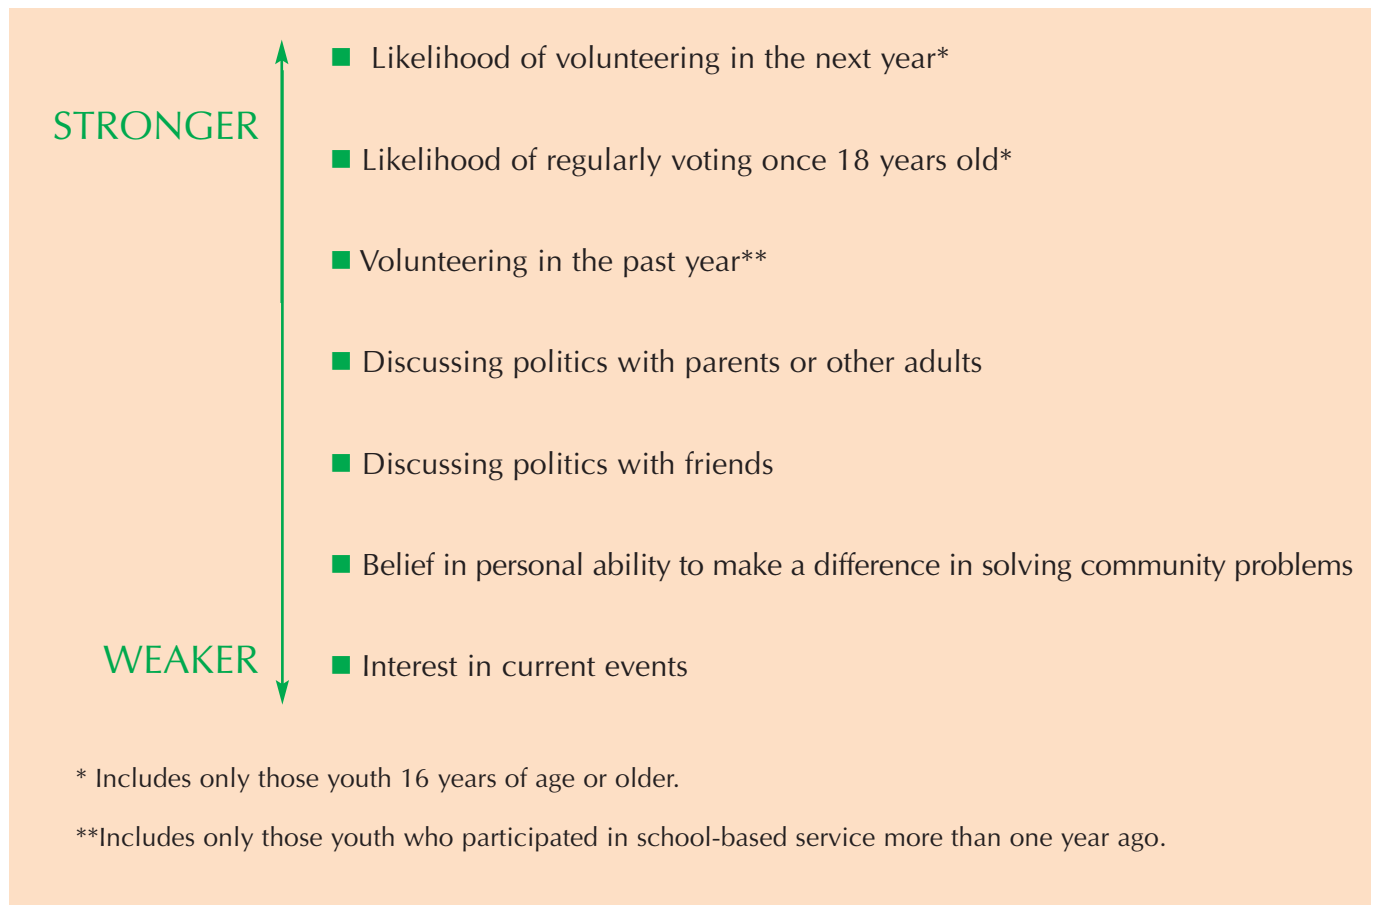 Likelihood of volunteering in the next year*
STRONGER
Likelihood of regularly voting once 18 years old*
Volunteering in the past year**
Discussing politics with parents or other adults
Discussing politics with friends
Belief in personal ability to make a difference in solving community problems
WEAKER
Interest in current events
* Includes only those youth 16 years of age or older.
**Includes only those youth who participated in school-based service more than one year ago.